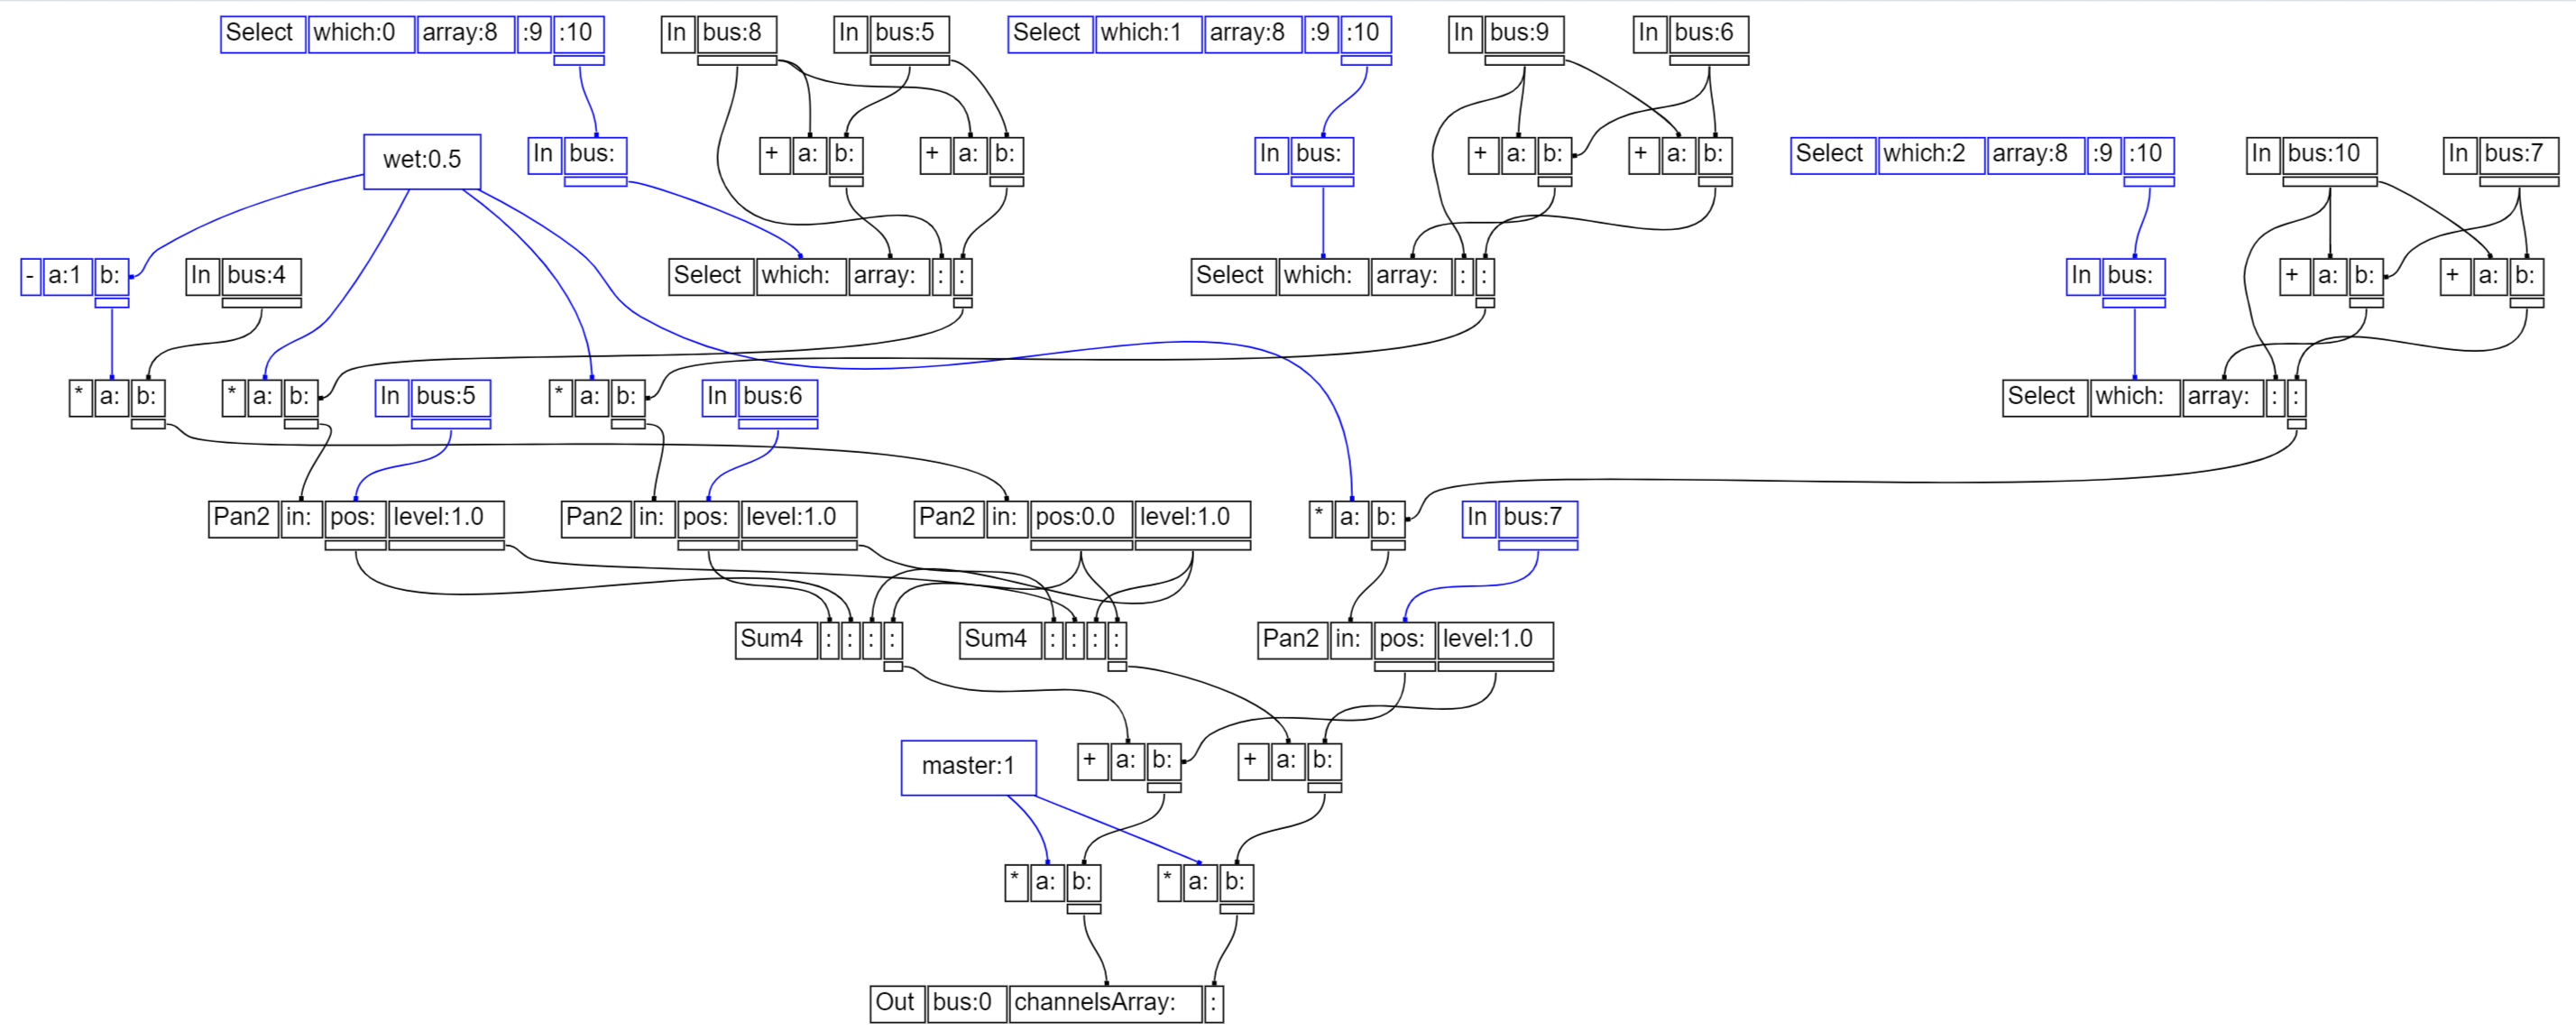 Select which:0 array:8 :9 :10
In bus:8
In bus:5
Select which:1 array:8 :9 :10
In bus:9
In bus:6
wet:0.5
In bus:
+ a: b:
+ a: b:
In bus:
+ a: b:
+ a: b:
Select which:2 array:8 :9 :10
In bus:10
In bus:7
- a:1 b:
In bus:4
Select which: array: : :
Select which: array: : :
In bus:
+ a: b:
+ a: b:
* a: b:
* a: b:
In bus:5
* a: b:
In bus:6
Select which: array: : :
Pan2 in: pos: level:1.0
Pan2 in: pos: level:1.0
Pan2 in: pos:0.0 level:1.0
* a: b:
In bus:7
Sum4 : : : :
Sum4 : : : :
Pan2 in: pos: level:1.0
master:1
+ a: b:
+ a: b:
* a: b:
* a: b:
Out bus:0 channelsArray: :